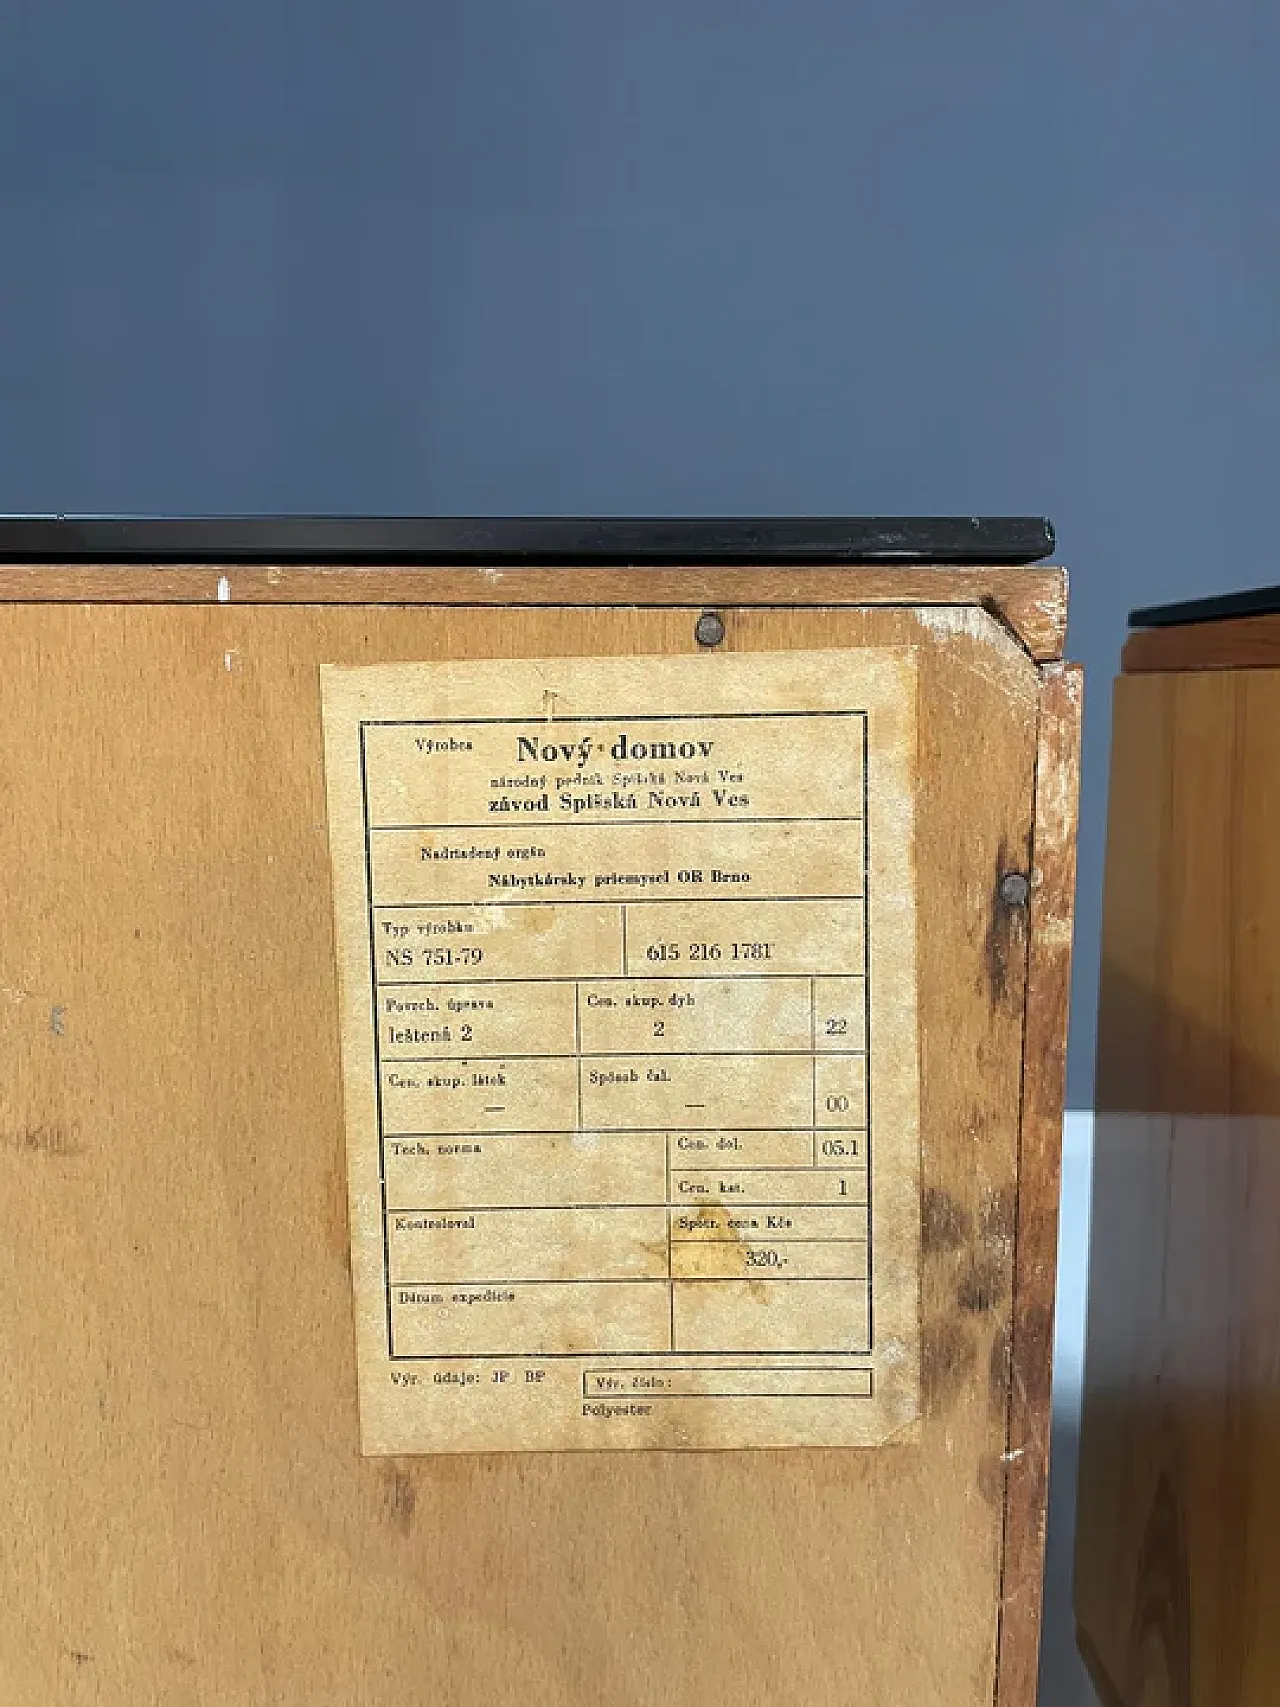 Výrobca Nový domov
národný podnik Spišská Nová Ves
závod Spišská Nová Ves
Nadriadený orgán
Nábytkársky priemysel OR Brno
Typ výrobku
NS 751-79 615 216 1781
Povrch. úprava Cen. skup. dyh
leštená 2 2 22
Cen. skup. látok Spôsob čal.
— — 00
Tech. norma Cen. dol. 05.1
Cen. kat. 1
Kontroloval Spotr. cena Kčs
320,-
Dátum expedície
Výr. údaje: JP BP Výr. číslo:
Polyester